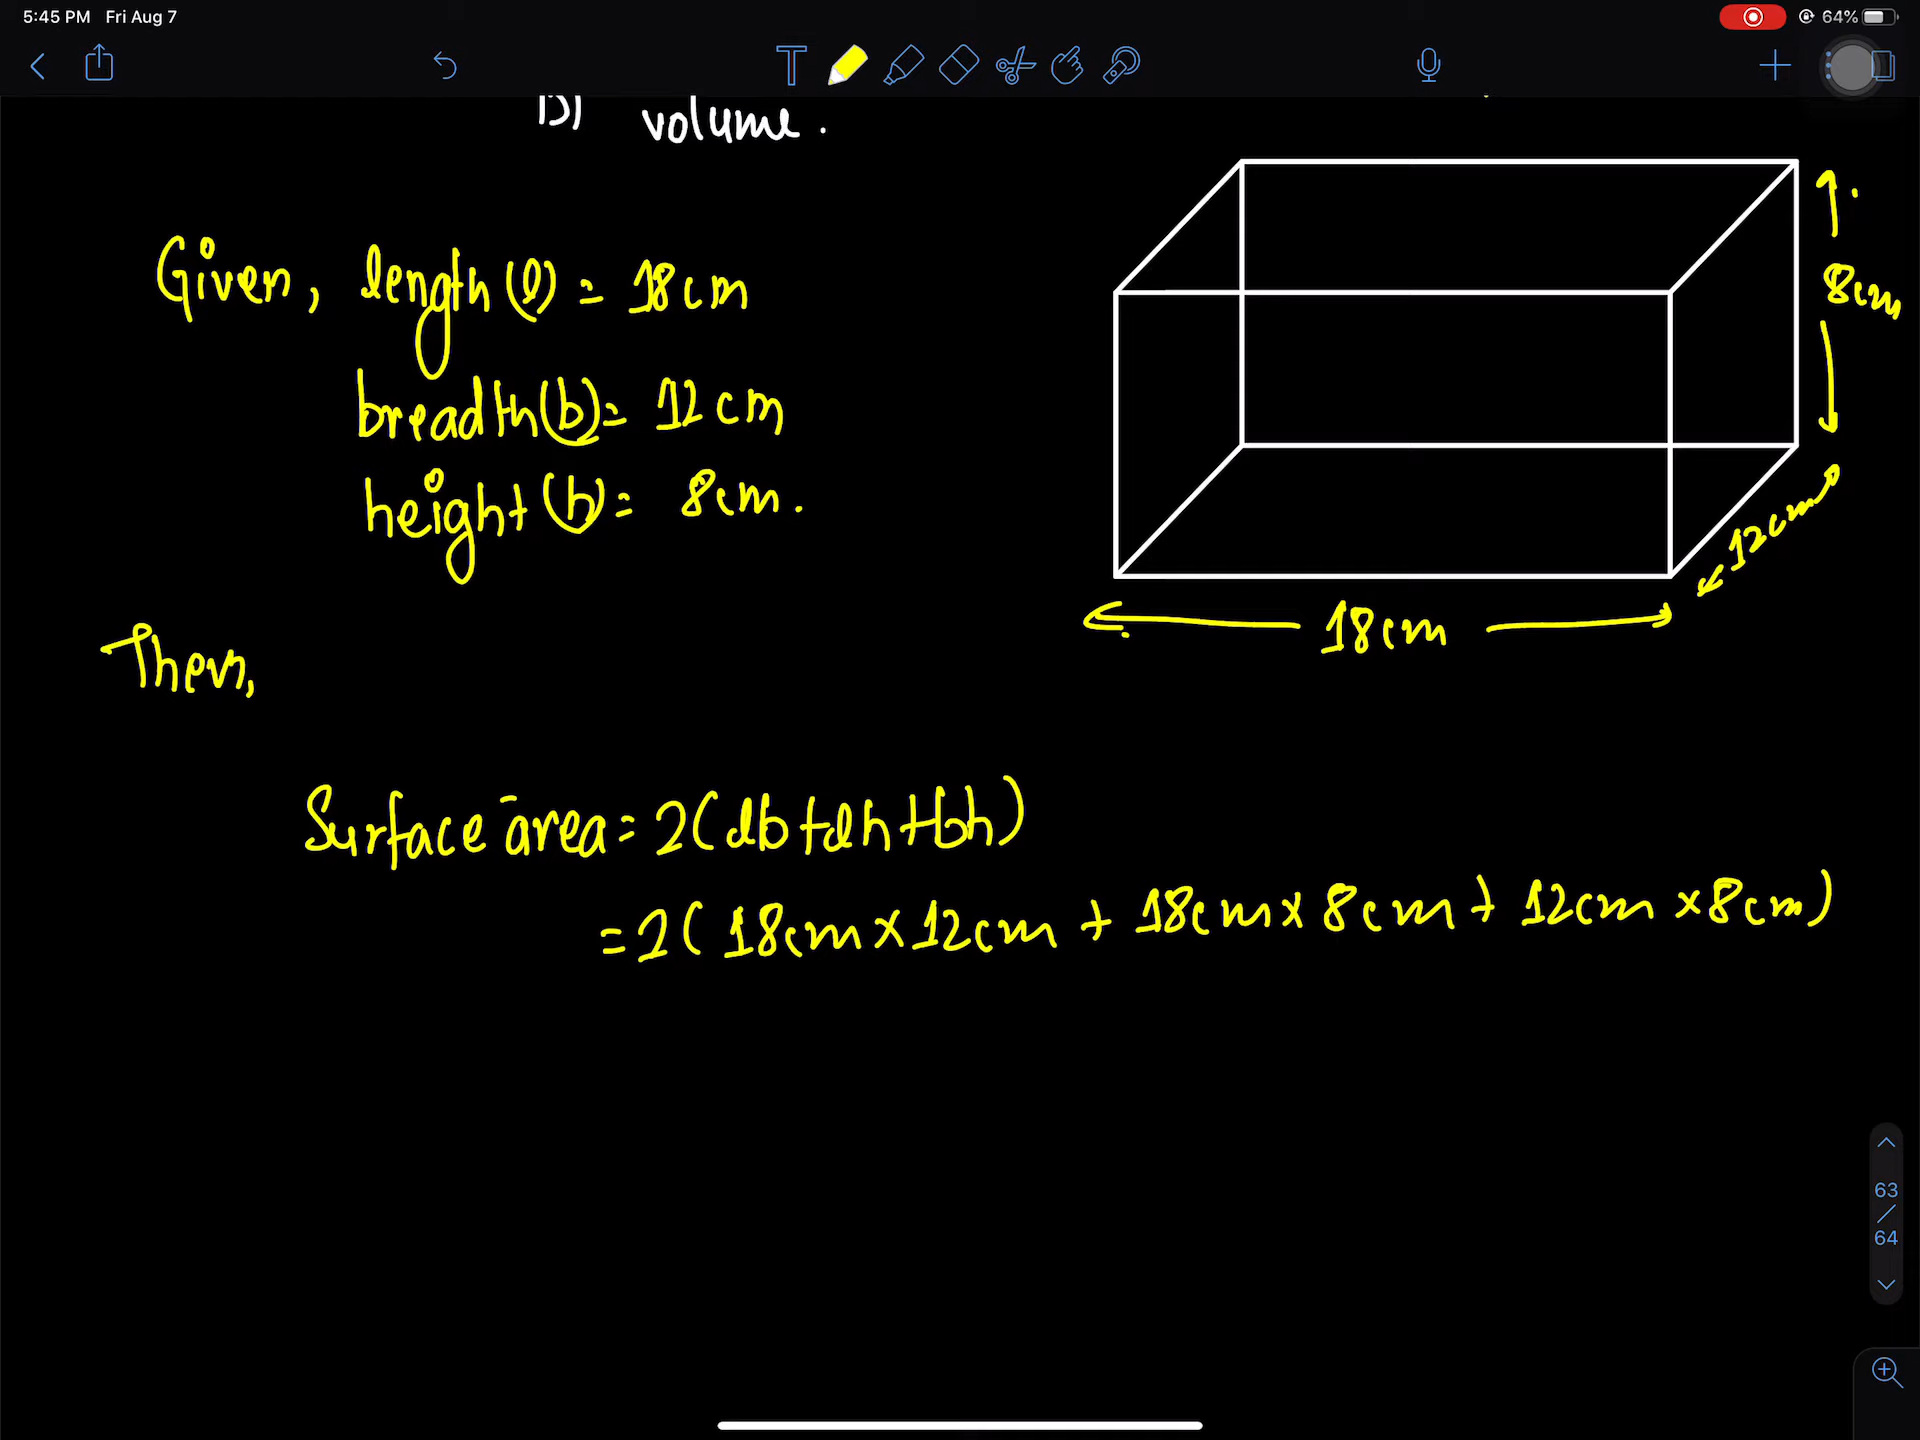 5:45 PM Fri Aug 7
64%
volume.
Given, length(l) = 18cm
breadth(b) = 12cm
height(h) = 8cm.
8cm
12cm
18cm
Then,
Surface area = 2(lb+lh+bh)
= 2(18cm×12cm + 18cm×8cm + 12cm×8cm)
63
/
64